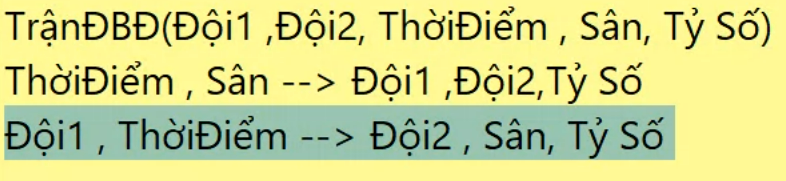 TrậnĐBĐ(Đội1 ,Đội2, ThờiĐiểm , Sân, Tỷ Số)
ThờiĐiểm , Sân --> Đội1 ,Đội2,Tỷ Số
Đội1 , ThờiĐiểm --> Đội2 , Sân, Tỷ Số